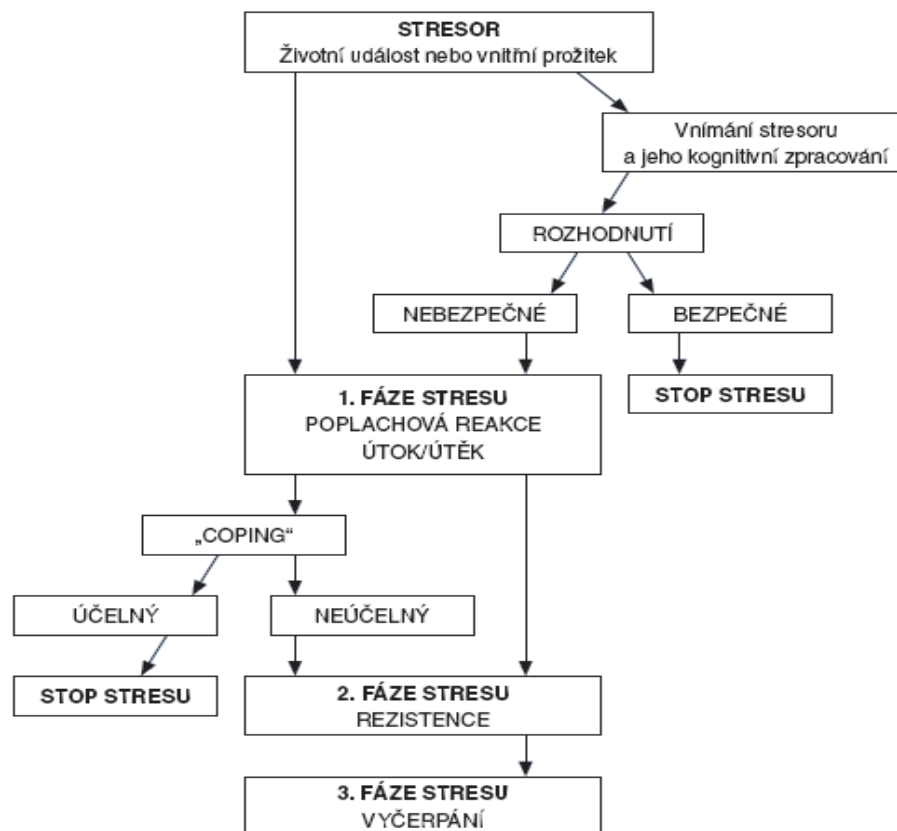 STRESOR
Životní událost nebo vnitřní prožitek
Vnímání stresoru
a jeho kognitivní zpracování
ROZHODNUTÍ
NEBEZPEČNÉ
BEZPEČNÉ
1. FÁZE STRESU
POPLACHOVÁ REAKCE
ÚTOK/ÚTĚK
STOP STRESU
„COPING“
ÚČELNÝ
NEÚČELNÝ
STOP STRESU
2. FÁZE STRESU
REZISTENCE
3. FÁZE STRESU
VYČERPÁNÍ